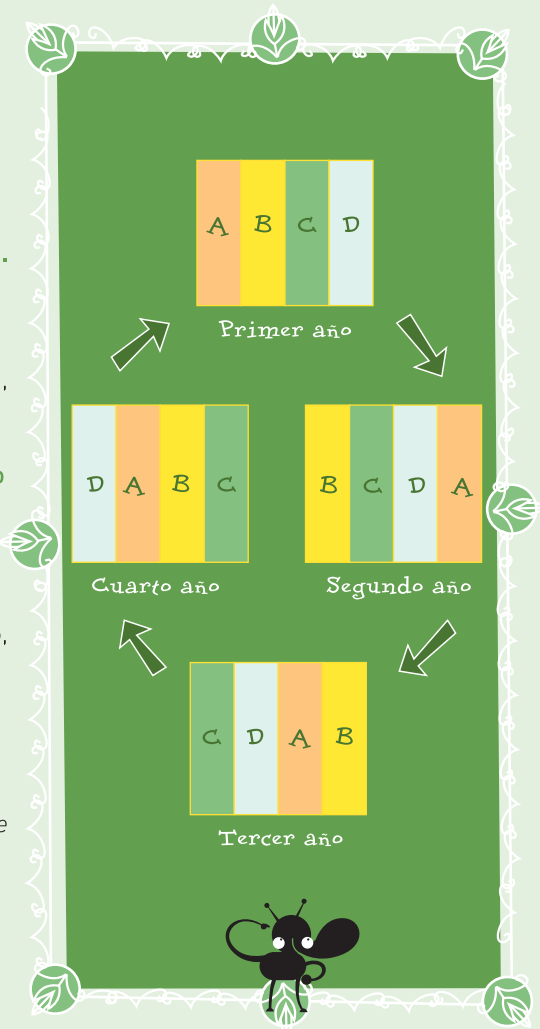 A B C D
Primer año
D A B C
B C D A
Cuarto año
Segundo año
C D A B
Tercer año